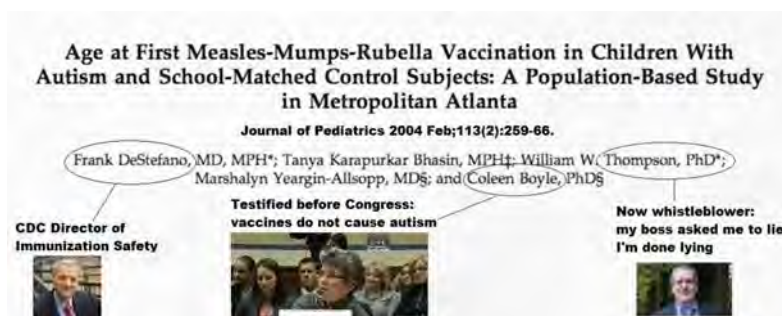 Age at First Measles-Mumps-Rubella Vaccination in Children With
Autism and School-Matched Control Subjects: A Population-Based Study
in Metropolitan Atlanta
Journal of Pediatrics 2004 Feb;113(2):259-66.
Frank DeStefano, MD, MPH*; Tanya Karapurkar Bhasin, MPH‡; William W. Thompson, PhD*;
Marshalyn Yeargin-Allsopp, MD§; and Coleen Boyle, PhD§
CDC Director of
Immunization Safety
Testified before Congress:
vaccines do not cause autism
Now whistleblower:
my boss asked me to lie
I'm done lying